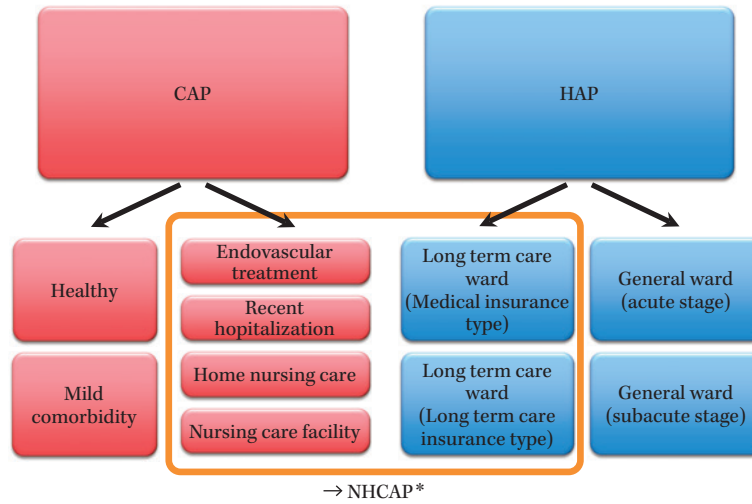 CAP
HAP
Healthy
Mild
comorbidity
Endovascular
treatment
Recent
hopitalization
Home nursing care
Nursing care facility
Long term care
ward
(Medical insurance
type)
Long term care
ward
(Long term care
insurance type)
General ward
(acute stage)
General ward
(subacute stage)
→ NHCAP*